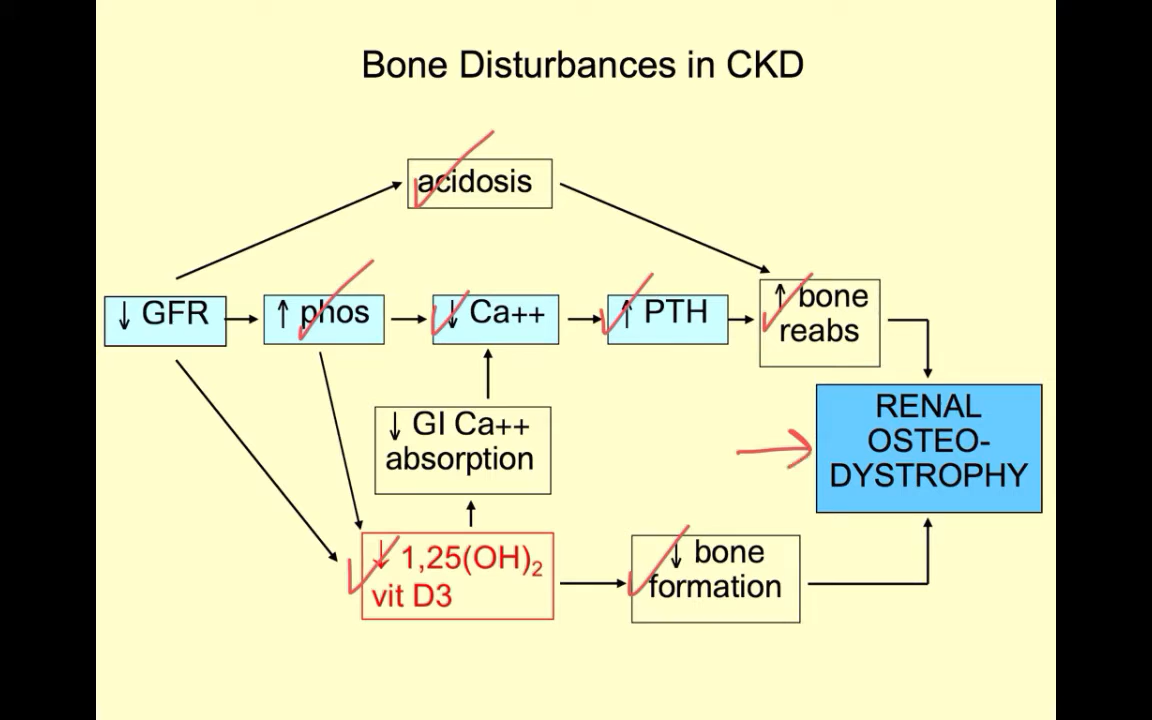 Bone Disturbances in CKD
acidosis
↓ GFR
↑ phos
↓ Ca++
↑ PTH
↑ bone
reabs
↓ GI Ca++
absorption
RENAL
OSTEO-
DYSTROPHY
↓ 1,25(OH)₂
vit D3
↓ bone
formation